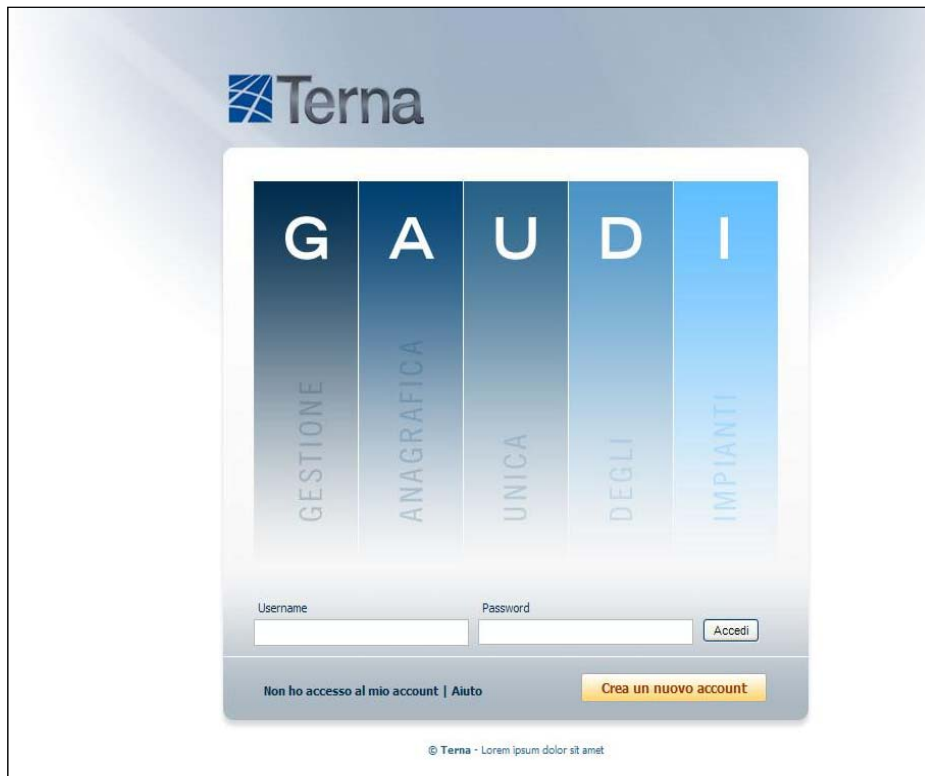 Terna
G A U D I
GESTIONE ANAGRAFICA UNICA DEGLI IMPIANTI
Username Password
Accedi
Non ho accesso al mio account | Aiuto Crea un nuovo account
© Terna - Lorem ipsum dolor sit amet